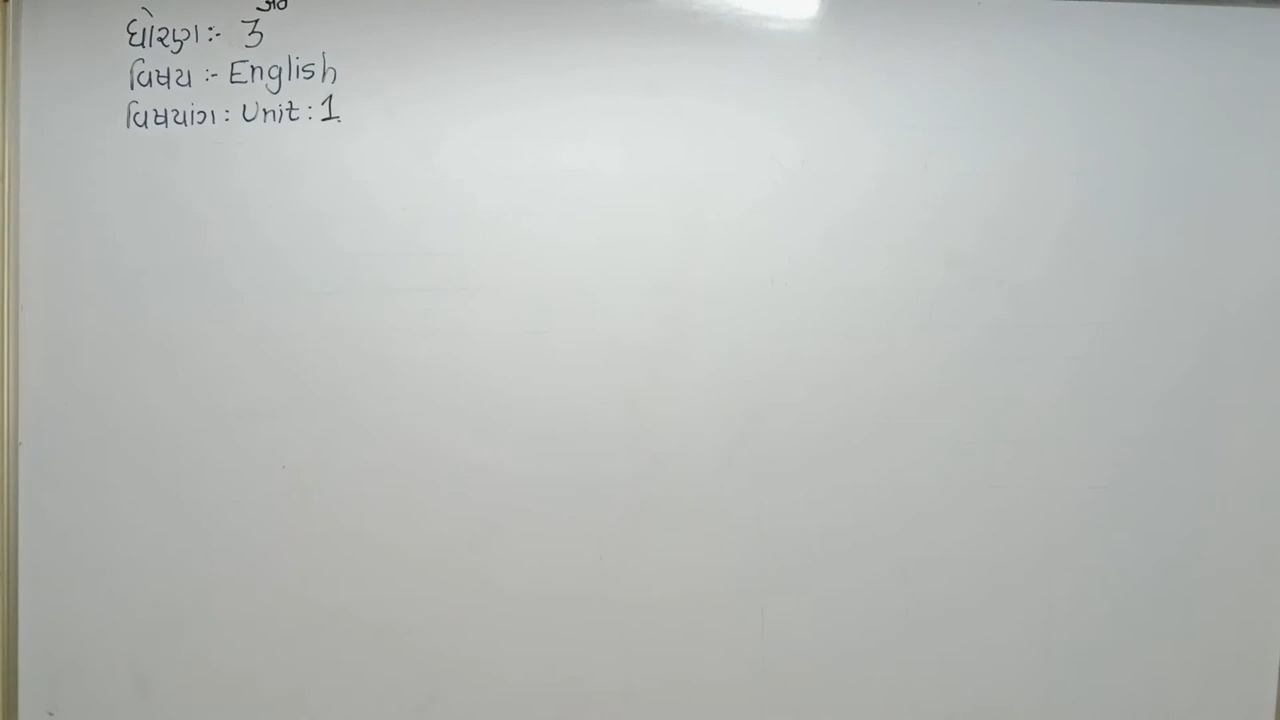 ધોરણ :- 3
વિષય :- English
વિષયાંગ : Unit : 1.